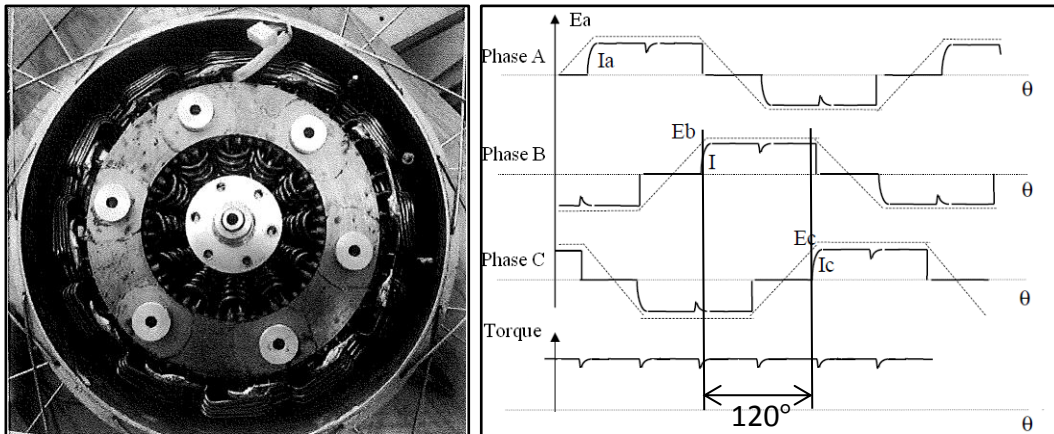 Ea
Phase A
Ia
θ
Eb
Phase B
I
θ
Ec
Phase C
Ic
θ
Torque
120°
θ